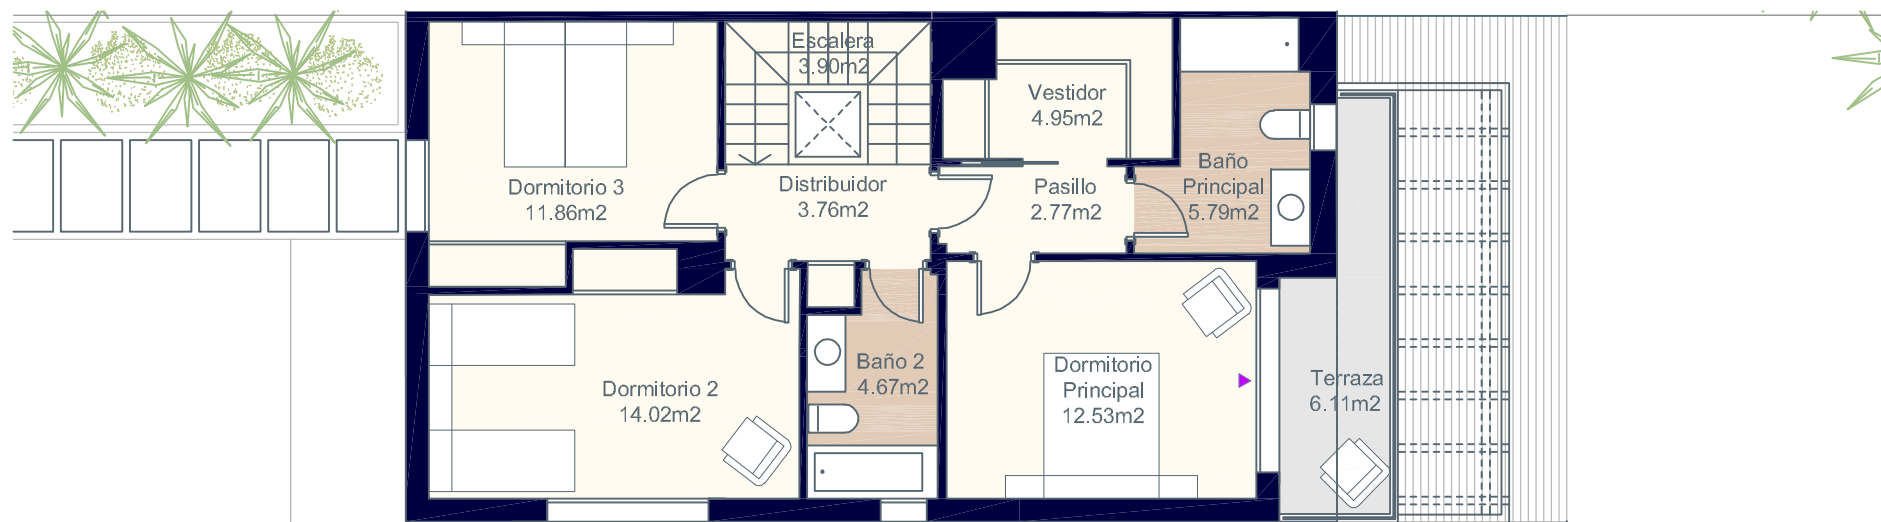 Escalera
3.90m2
Vestidor
4.95m2
Baño
Principal
5.79m2
Dormitorio 3
11.86m2
Distribuidor
3.76m2
Pasillo
2.77m2
Dormitorio 2
14.02m2
Baño 2
4.67m2
Dormitorio
Principal
12.53m2
Terraza
6.11m2